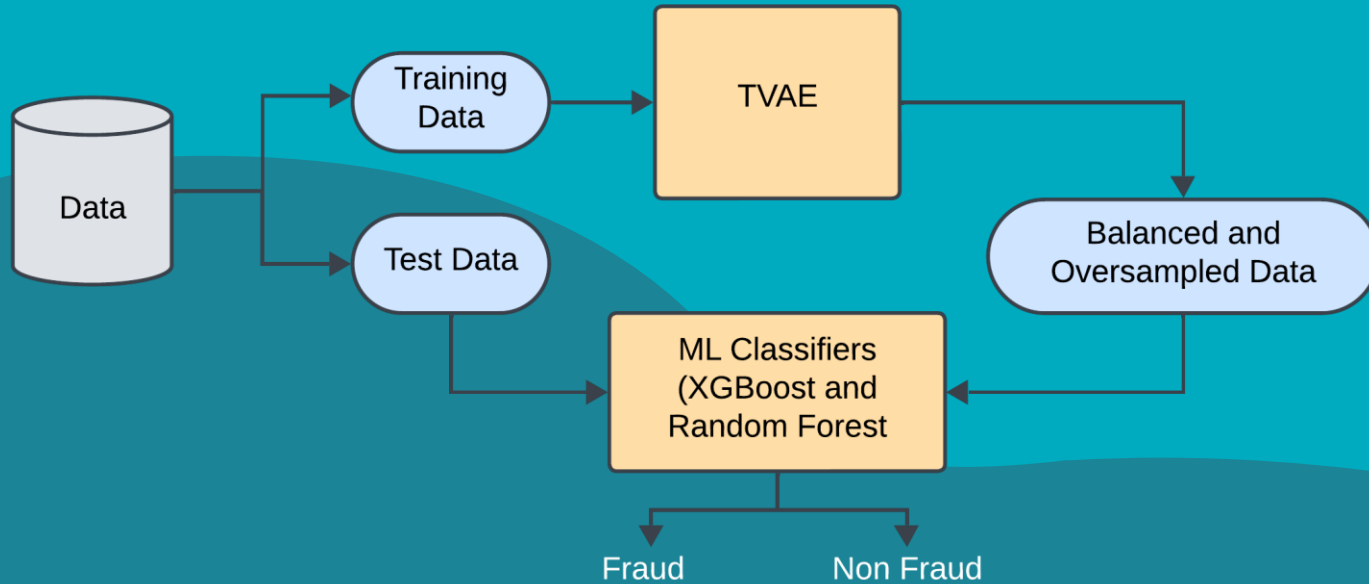 Training
Data
TVAE
Data
Test Data
Balanced and
Oversampled Data
ML Classifiers
(XGBoost and
Random Forest
Fraud
Non Fraud